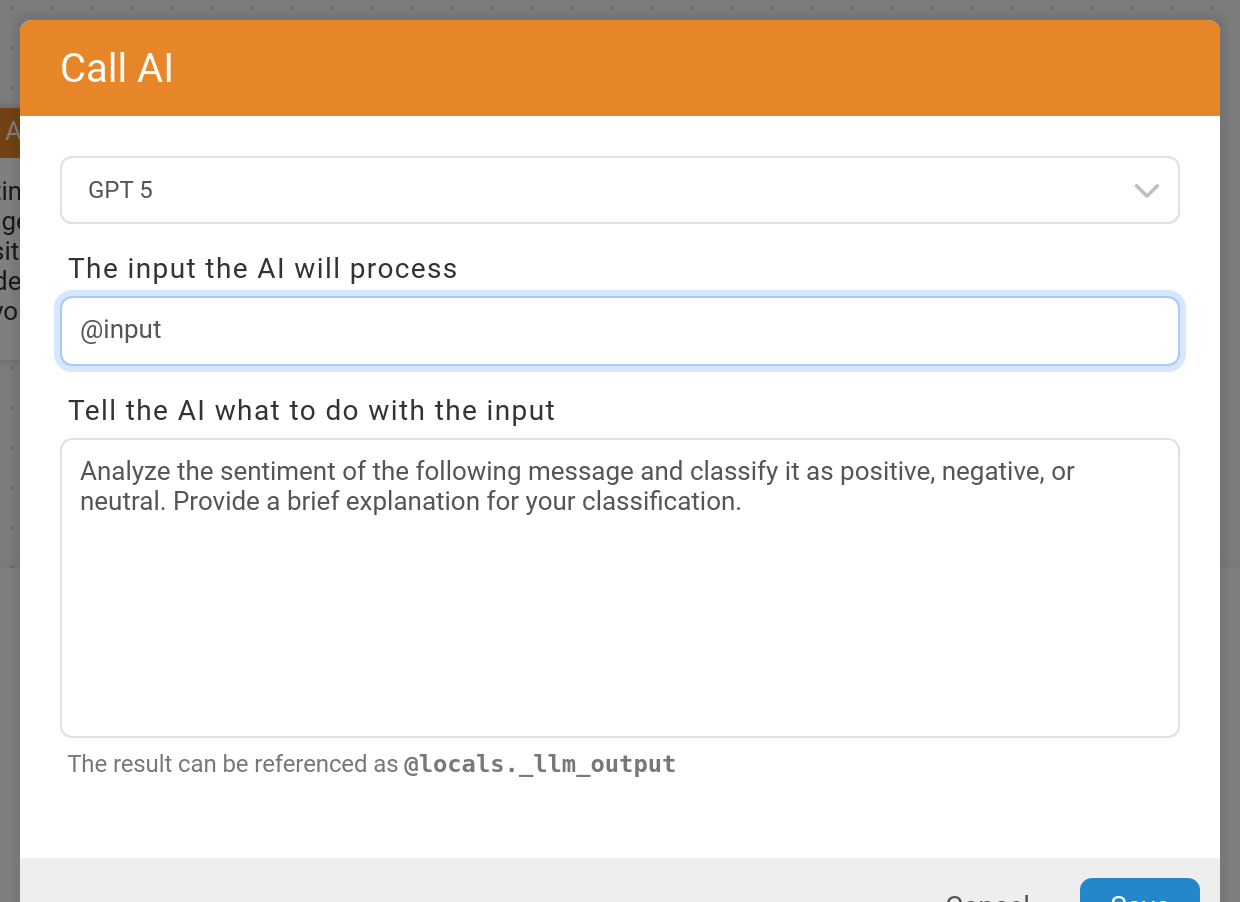 Call AI
GPT 5
The input the AI will process
@input
Tell the AI what to do with the input
Analyze the sentiment of the following message and classify it as positive, negative, or
neutral. Provide a brief explanation for your classification.
The result can be referenced as @locals._llm_output
Cancel Save